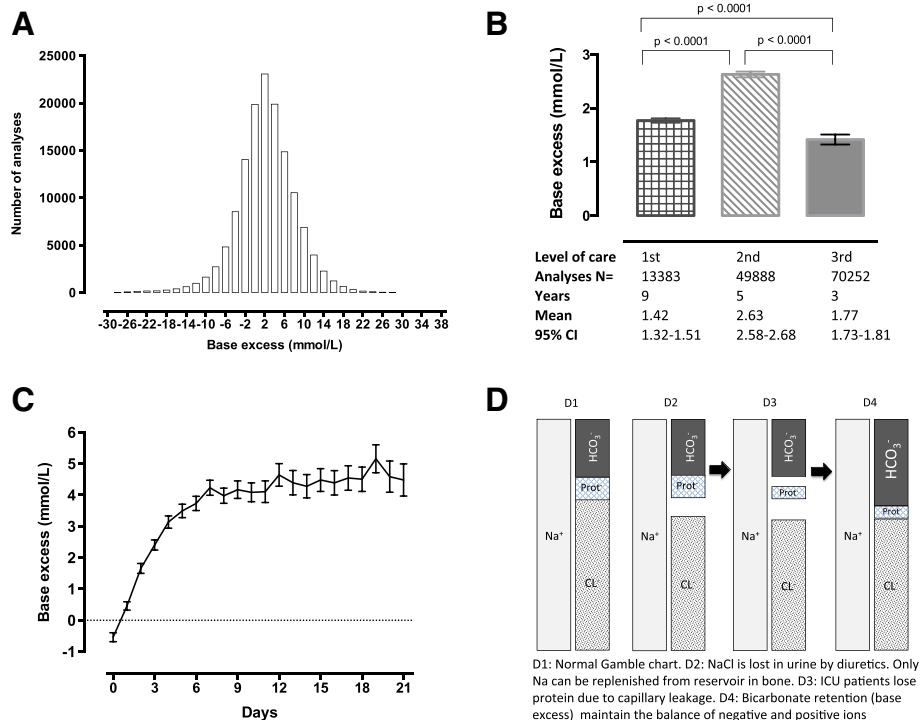 A
25000
20000
15000
10000
5000
0
Number of analyses
-30 -26 -22 -18 -14 -10 -6 -2 2 6 10 14 18 22 26 30 34 38
Base excess (mmol/L)
B
p < 0.0001
p < 0.0001 p < 0.0001
3
2
1
0
Base excess (mmol/L)
Level of care 1st 2nd 3rd
Analyses N= 13383 49888 70252
Years 9 5 3
Mean 1.42 2.63 1.77
95% CI 1.32-1.51 2.58-2.68 1.73-1.81
C
6
5
4
3
2
1
0
-1
Base excess (mmol/L)
0 3 6 9 12 15 18 21
Days
D
D1 D2 D3 D4
HCO₃⁻ HCO₃⁻ HCO₃⁻ HCO₃⁻
Prot Prot Prot Prot
Na⁺ Na⁺ Na⁺ Na⁺
CL CL CL CL
D1: Normal Gamble chart. D2: NaCl is lost in urine by diuretics. Only
Na can be replenished from reservoir in bone. D3: ICU patients lose
protein due to capillary leakage. D4: Bicarbonate retention (base
excess) maintain the balance of negative and positive ions